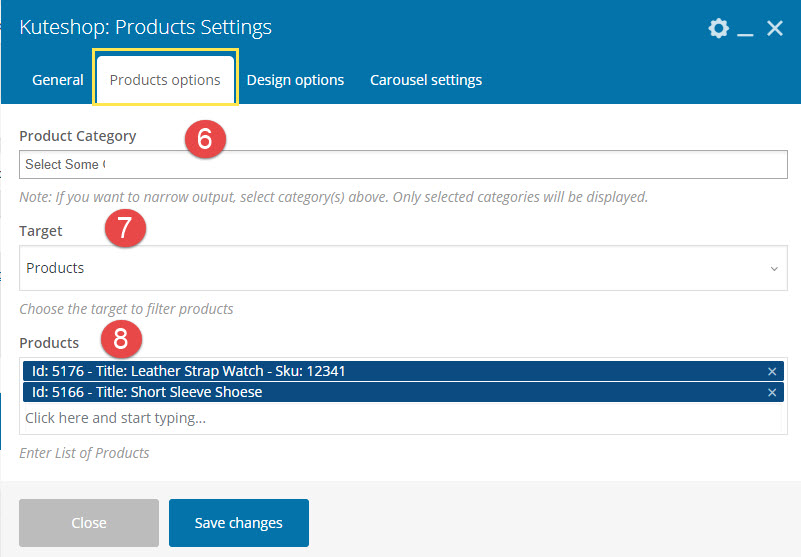 Kuteshop: Products Settings
General Products options Design options Carousel settings
Product Category 6
Select Some
Note: If you want to narrow output, select category(s) above. Only selected categories will be displayed.
Target 7
Products
Choose the target to filter products
Products 8
Id: 5176 - Title: Leather Strap Watch - Sku: 12341 ×
Id: 5166 - Title: Short Sleeve Shoese ×
Click here and start typing...
Enter List of Products
Close Save changes